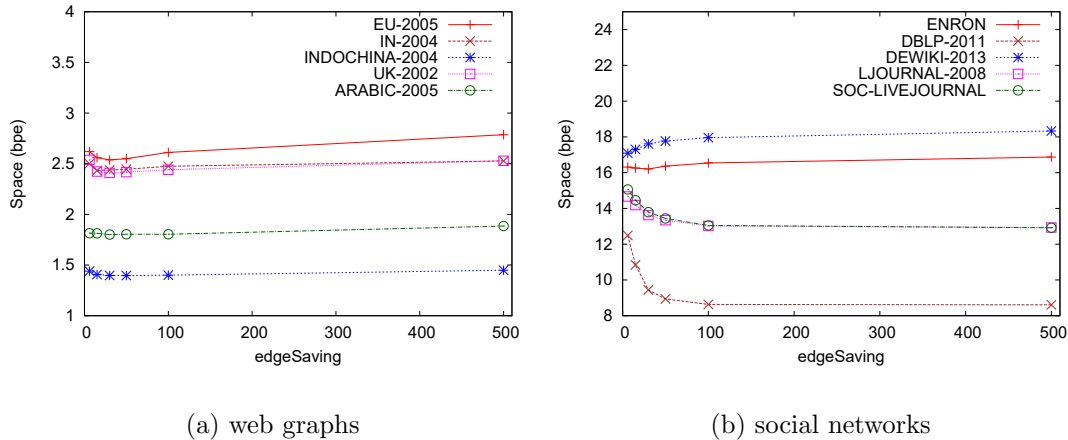 EU-2005
IN-2004
INDOCHINA-2004
UK-2002
ARABIC-2005
4
3.5
3
2.5
2
1.5
1
Space (bpe)
0 100 200 300 400 500
edgeSaving
(a) web graphs
ENRON
DBLP-2011
DEWIKI-2013
LJOURNAL-2008
SOC-LIVEJOURNAL
24
22
20
18
16
14
12
10
8
Space (bpe)
0 100 200 300 400 500
edgeSaving
(b) social networks